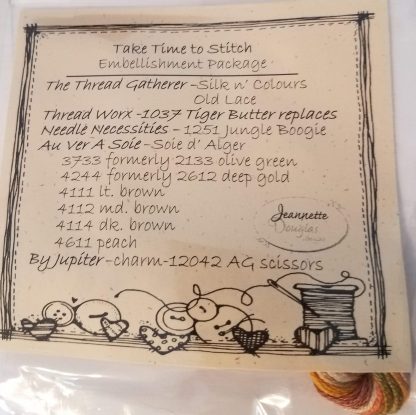 Take Time to Stitch
Embellishment Package
The Thread Gatherer -Silk n' Colours
Old Lace
Thread Worx -1037 Tiger Butter replaces
Needle Necessities - 1251 Jungle Boogie
Au Ver A Soie -Soie d' Alger
3733 formerly 2133 olive green
4244 formerly 2612 deep gold
4111 lt. brown
4112 md. brown
4114 dk. brown
4611 peach
Jeannette
Douglas
designs
By Jupiter -charm-12042 AG scissors